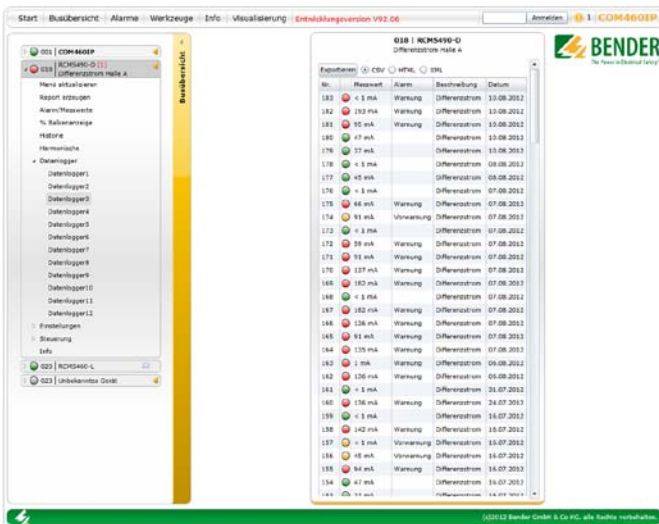 Start Busübersicht Alarme Werkzeuge Info Visualisierung Entwicklungsversion V92.06 Anmelden 1 COM460IP
001 | COM460IP
018 | RCMS490-D [1]
Differenzstrom Halle A
Menü aktualisieren
Report erzeugen
Alarm/Messwerte
% Balkenanzeige
Historie
Harmonische
Datenlogger
Datenlogger1
Datenlogger2
Datenlogger3
Datenlogger4
Datenlogger5
Datenlogger6
Datenlogger7
Datenlogger8
Datenlogger9
Datenlogger10
Datenlogger11
Datenlogger12
Einstellungen
Steuerung
Info
020 | RCMS460-L
023 | Unbekanntes Gerät
Busübersicht
018 | RCMS490-D
Differenzstrom Halle A
Exportieren CSV HTML XML
Nr. Messwert Alarm Beschreibung Datum
183 < 1 mA Warnung Differenzstrom 10.08.2012
182 193 mA Warnung Differenzstrom 10.08.2012
181 95 mA Warnung Differenzstrom 10.08.2012
180 47 mA Differenzstrom 10.08.2012
179 37 mA Differenzstrom 10.08.2012
178 < 1 mA Differenzstrom 08.08.2012
177 45 mA Differenzstrom 08.08.2012
176 < 1 mA Differenzstrom 07.08.2012
175 66 mA Warnung Differenzstrom 07.08.2012
174 91 mA Vorwarnung Differenzstrom 07.08.2012
173 < 1 mA Differenzstrom 07.08.2012
172 59 mA Warnung Differenzstrom 07.08.2012
171 91 mA Warnung Differenzstrom 07.08.2012
170 137 mA Warnung Differenzstrom 07.08.2012
169 182 mA Warnung Differenzstrom 07.08.2012
168 < 1 mA Differenzstrom 07.08.2012
167 182 mA Warnung Differenzstrom 07.08.2012
166 136 mA Warnung Differenzstrom 07.08.2012
165 91 mA Warnung Differenzstrom 07.08.2012
164 135 mA Warnung Differenzstrom 07.08.2012
163 1 mA Warnung Differenzstrom 06.08.2012
162 136 mA Warnung Differenzstrom 06.08.2012
161 < 1 mA Differenzstrom 31.07.2012
160 136 mA Warnung Differenzstrom 24.07.2012
159 < 1 mA Differenzstrom 16.07.2012
158 142 mA Warnung Differenzstrom 16.07.2012
157 < 1 mA Vorwarnung Differenzstrom 16.07.2012
156 45 mA Vorwarnung Differenzstrom 16.07.2012
155 94 mA Warnung Differenzstrom 16.07.2012
154 47 mA Differenzstrom 16.07.2012
BENDER
The Power in Electrical Safety
(c)2012 Bender GmbH & Co KG. alle Rechte vorbehalten.